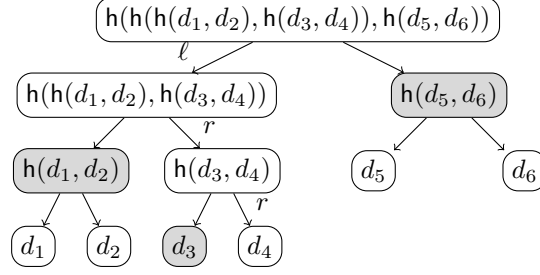 h(h(h(d₁, d₂), h(d₃, d₄)), h(d₅, d₆))
ℓ
h(h(d₁, d₂), h(d₃, d₄)) h(d₅, d₆)
r
h(d₁, d₂) h(d₃, d₄) d₅ d₆
r
d₁ d₂ d₃ d₄